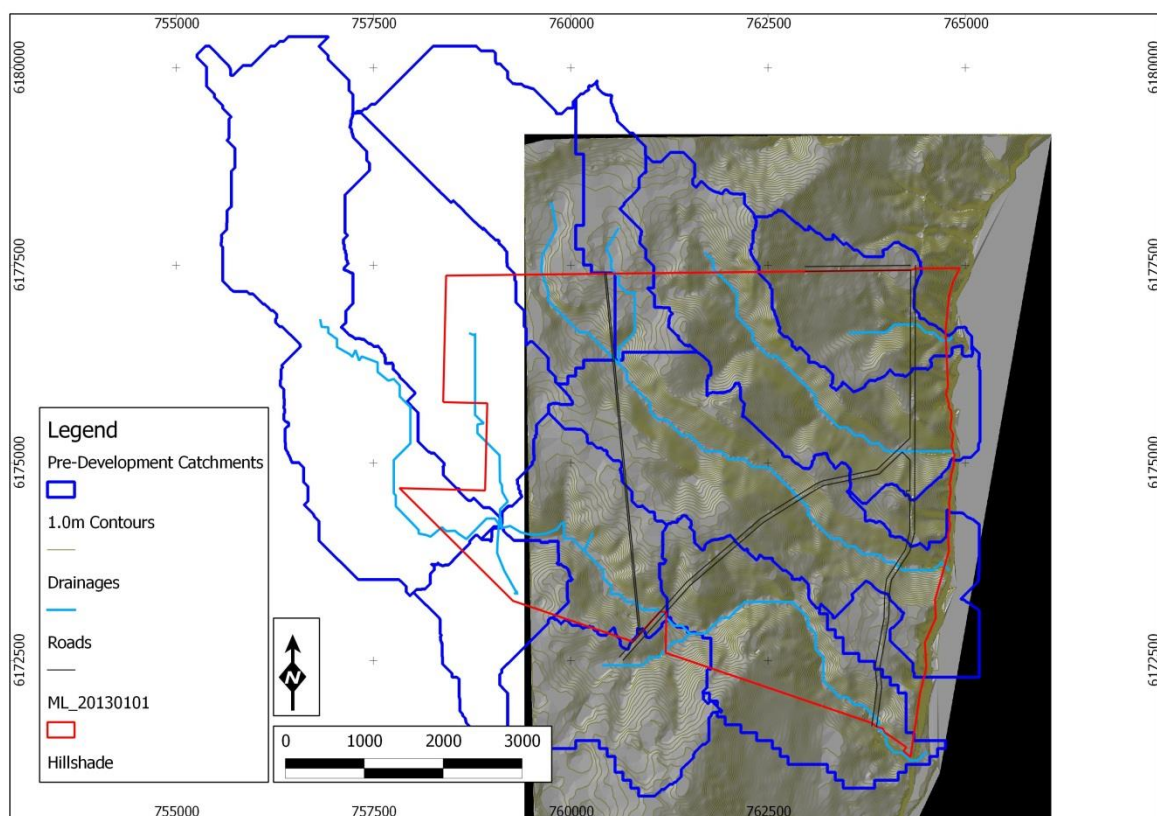 755000 757500 760000 762500 765000
6180000 6180000
6177500 6177500
6175000 6175000
6172500 6172500
Legend
Pre-Development Catchments
1.0m Contours
Drainages
Roads
ML_20130101
Hillshade
N
0 1000 2000 3000
755000 757500 760000 762500 765000